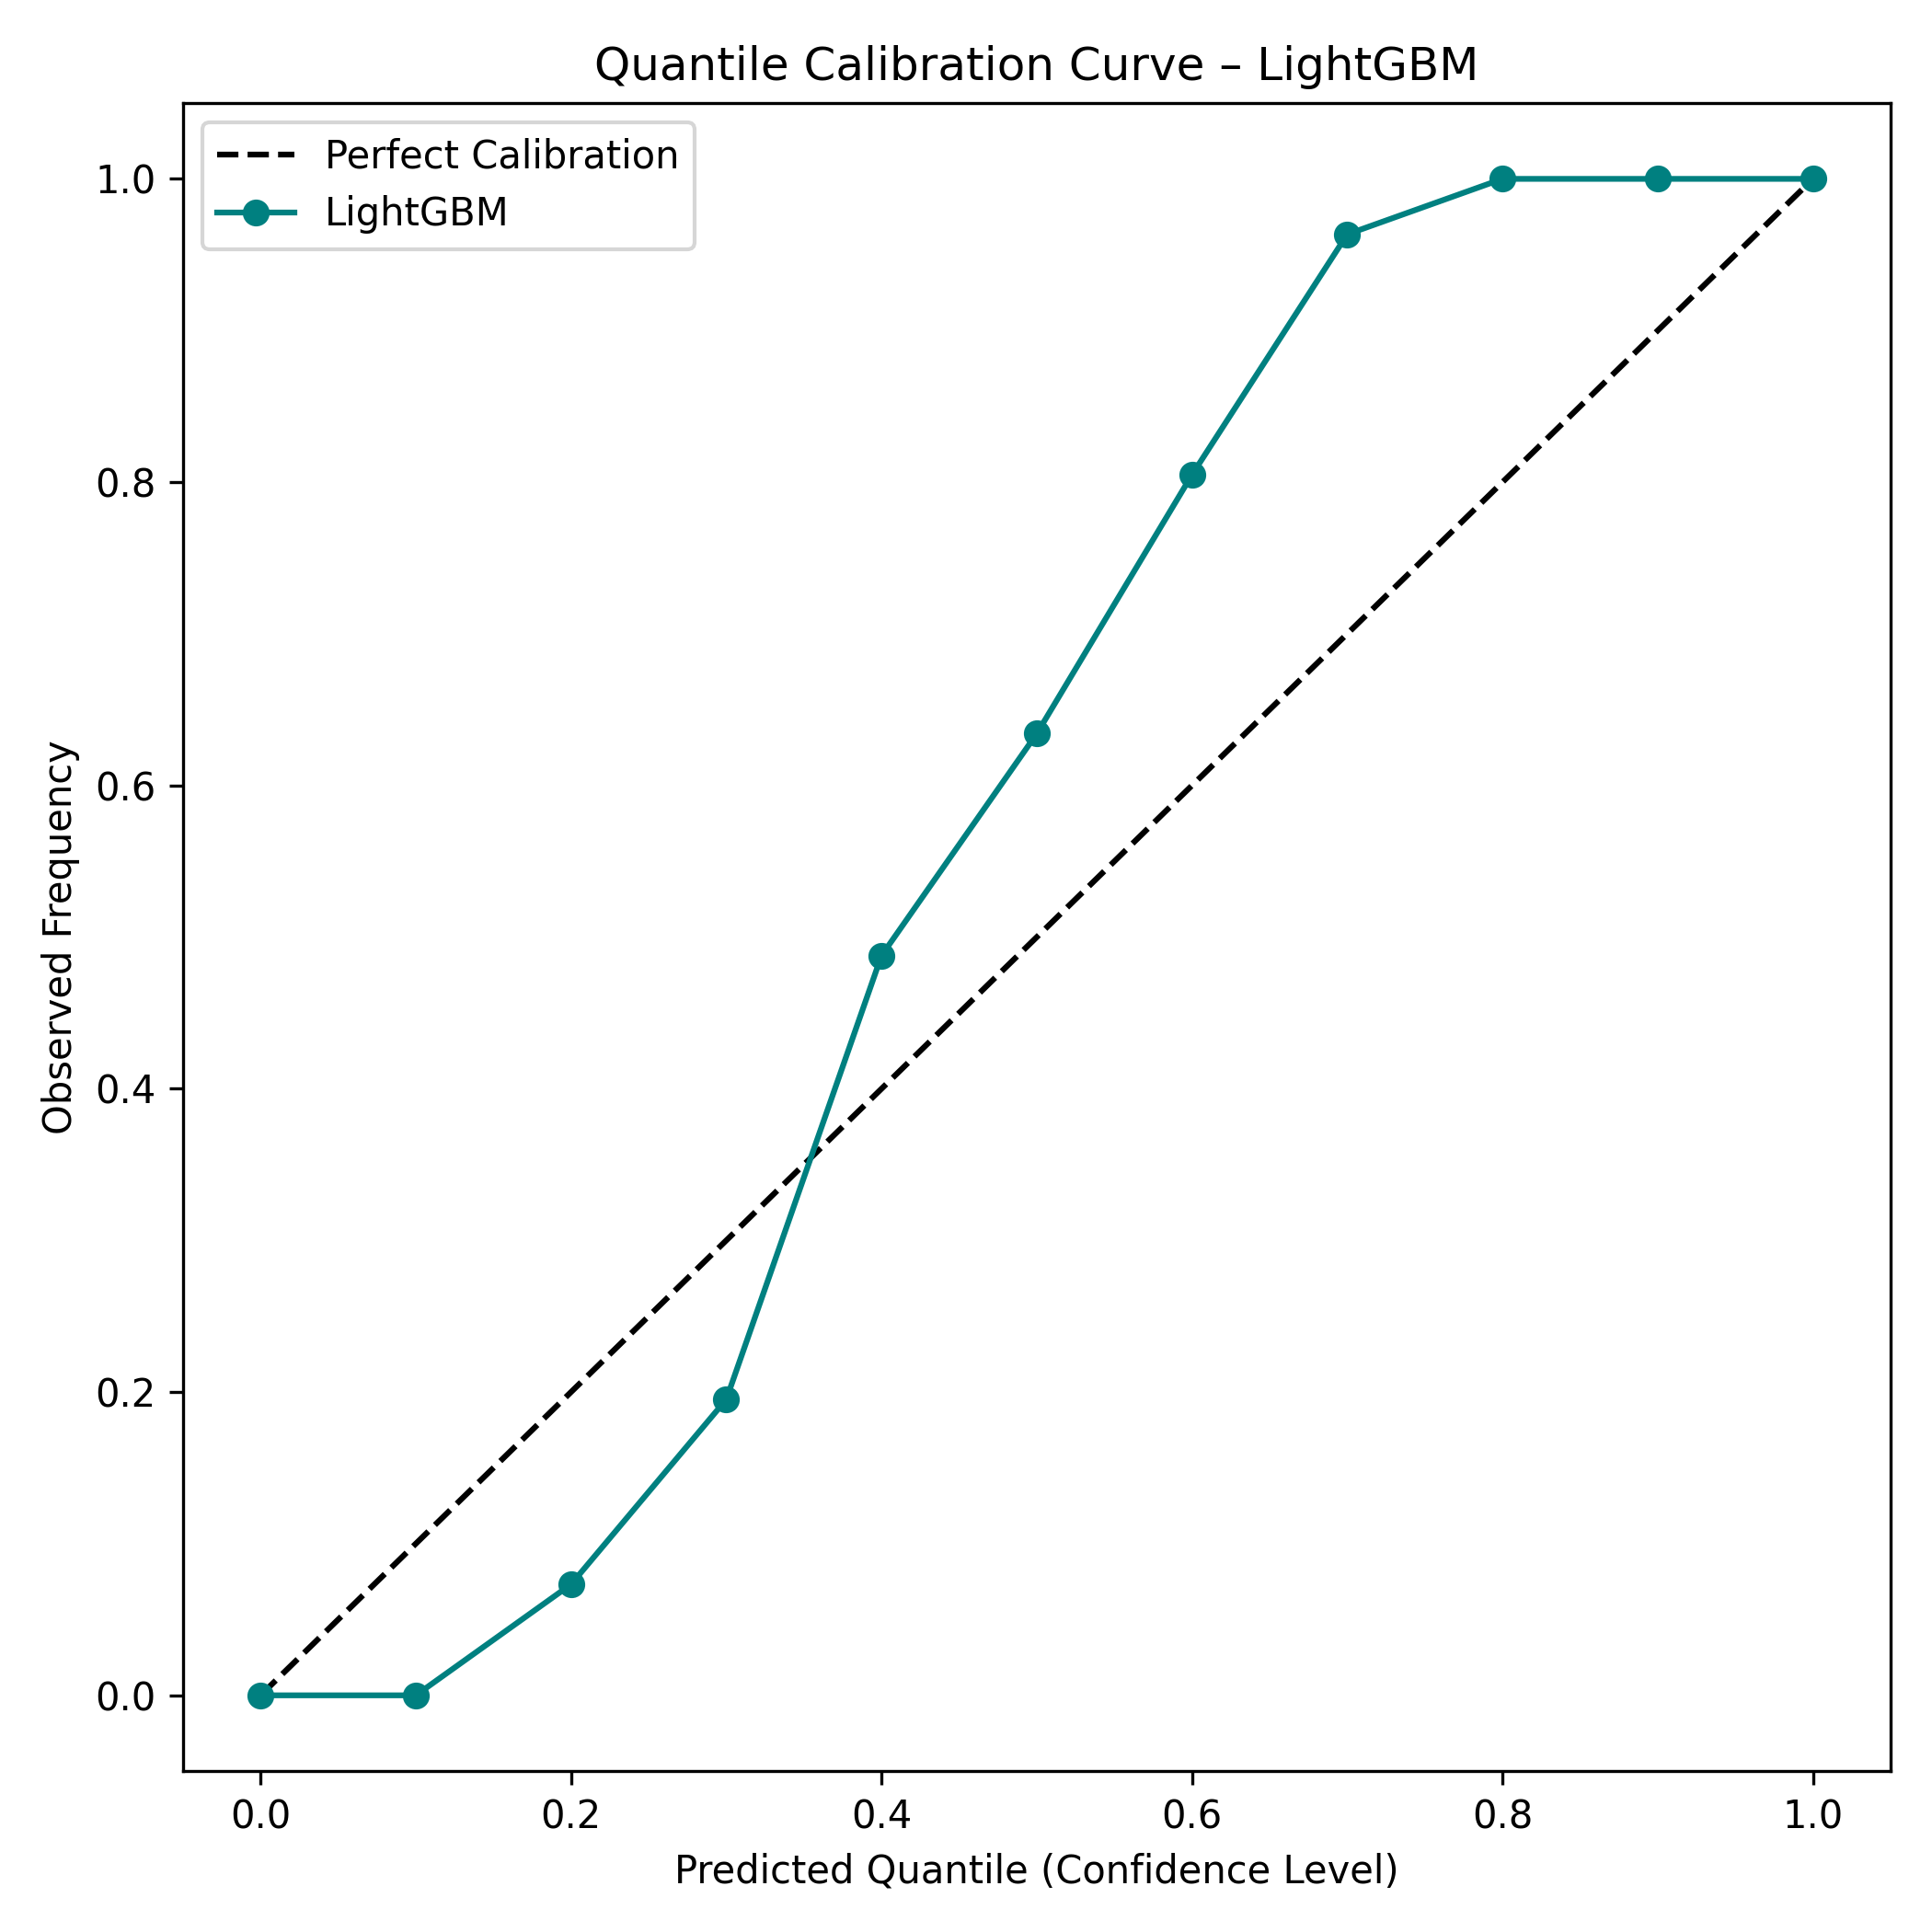 Quantile Calibration Curve – LightGBM
Perfect Calibration
LightGBM
1.0
0.8
0.6
0.4
0.2
0.0
Observed Frequency
0.0 0.2 0.4 0.6 0.8 1.0
Predicted Quantile (Confidence Level)